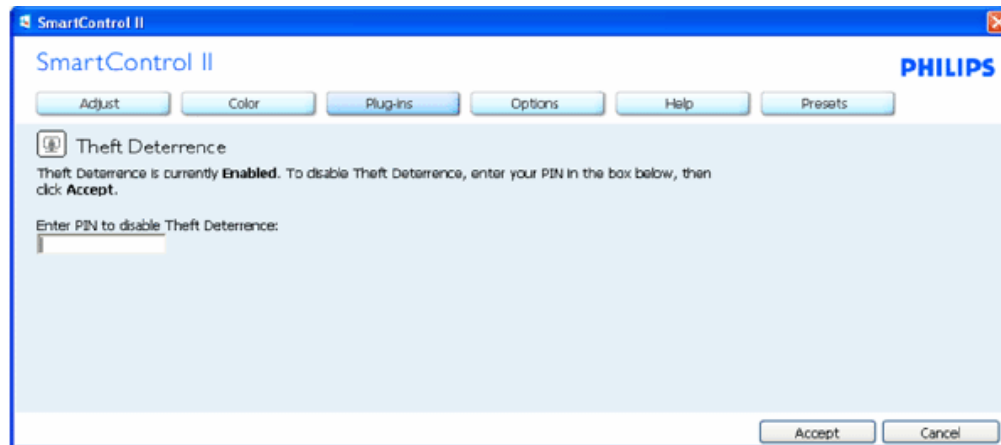 SmartControl II
SmartControl II
PHILIPS
Adjust Color Plug-ins Options Help Presets
Theft Deterrence
Theft Deterrence is currently Enabled. To disable Theft Deterrence, enter your PIN in the box below, then
click Accept.
Enter PIN to disable Theft Deterrence:
Accept Cancel